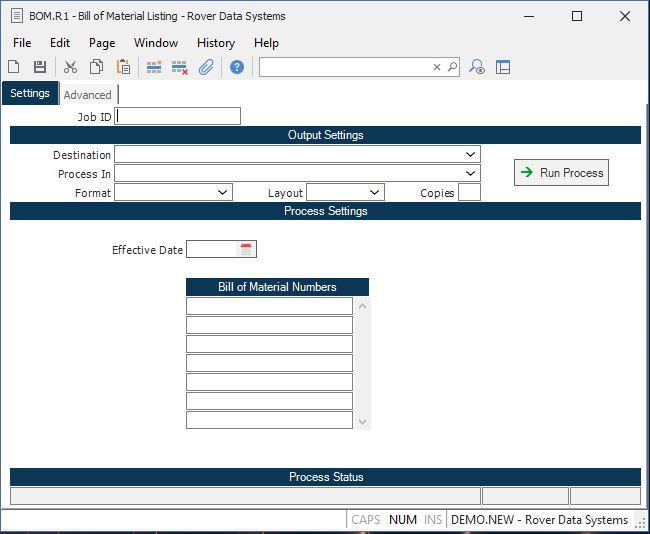 BOM.R1 - Bill of Material Listing - Rover Data Systems
File Edit Page Window History Help
Settings Advanced
Job ID
Output Settings
Destination
Process In
Run Process
Format Layout Copies
Process Settings
Effective Date
Bill of Material Numbers
Process Status
CAPS NUM INS DEMO.NEW - Rover Data Systems